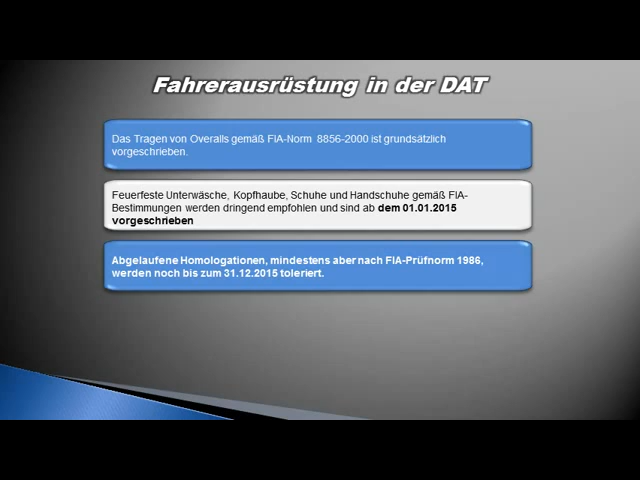 Fahrerausrüstung in der DAT
Das Tragen von Overalls gemäß FIA-Norm 8856-2000 ist grundsätzlich
vorgeschrieben.
Feuerfeste Unterwäsche, Kopfhaube, Schuhe und Handschuhe gemäß FIA-
Bestimmungen werden dringend empfohlen und sind ab dem 01.01.2015
vorgeschrieben
Abgelaufene Homologationen, mindestens aber nach FIA-Prüfnorm 1986,
werden noch bis zum 31.12.2015 toleriert.